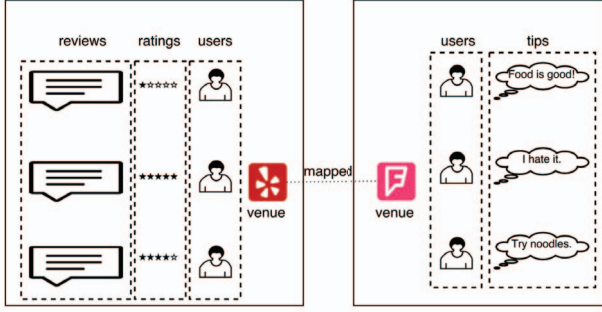 reviews ratings users
venue
mapped
venue
users tips
Food is good!
I hate it.
Try noodles.